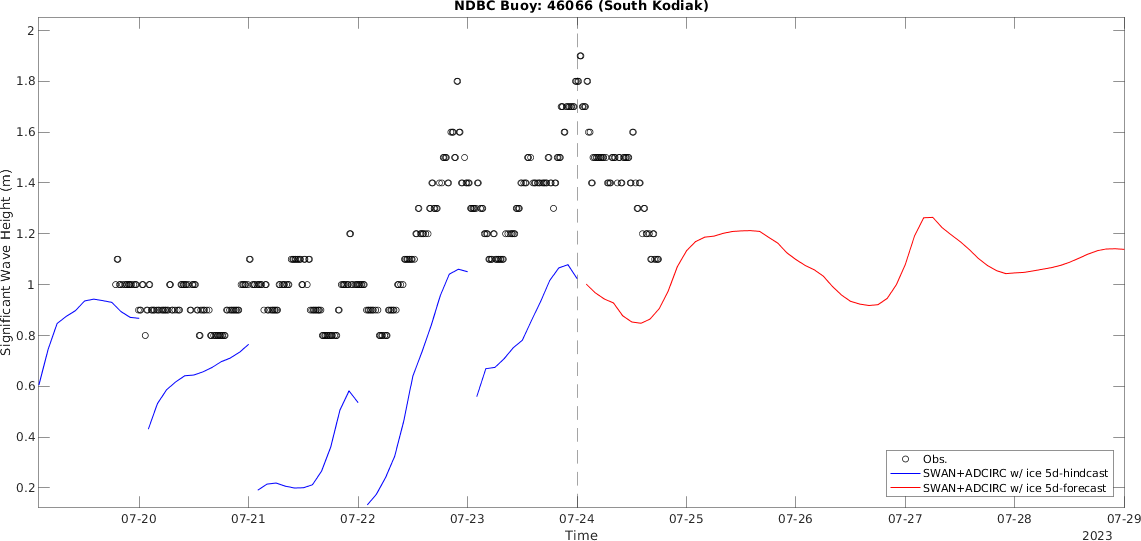 NDBC Buoy: 46066 (South Kodiak)
2
1.8
1.6
1.4
1.2
1
0.8
0.6
0.4
0.2
Significant Wave Height (m)
Obs.
SWAN+ADCIRC w/ ice 5d-hindcast
SWAN+ADCIRC w/ ice 5d-forecast
07-20 07-21 07-22 07-23 07-24 07-25 07-26 07-27 07-28 07-29
Time
2023